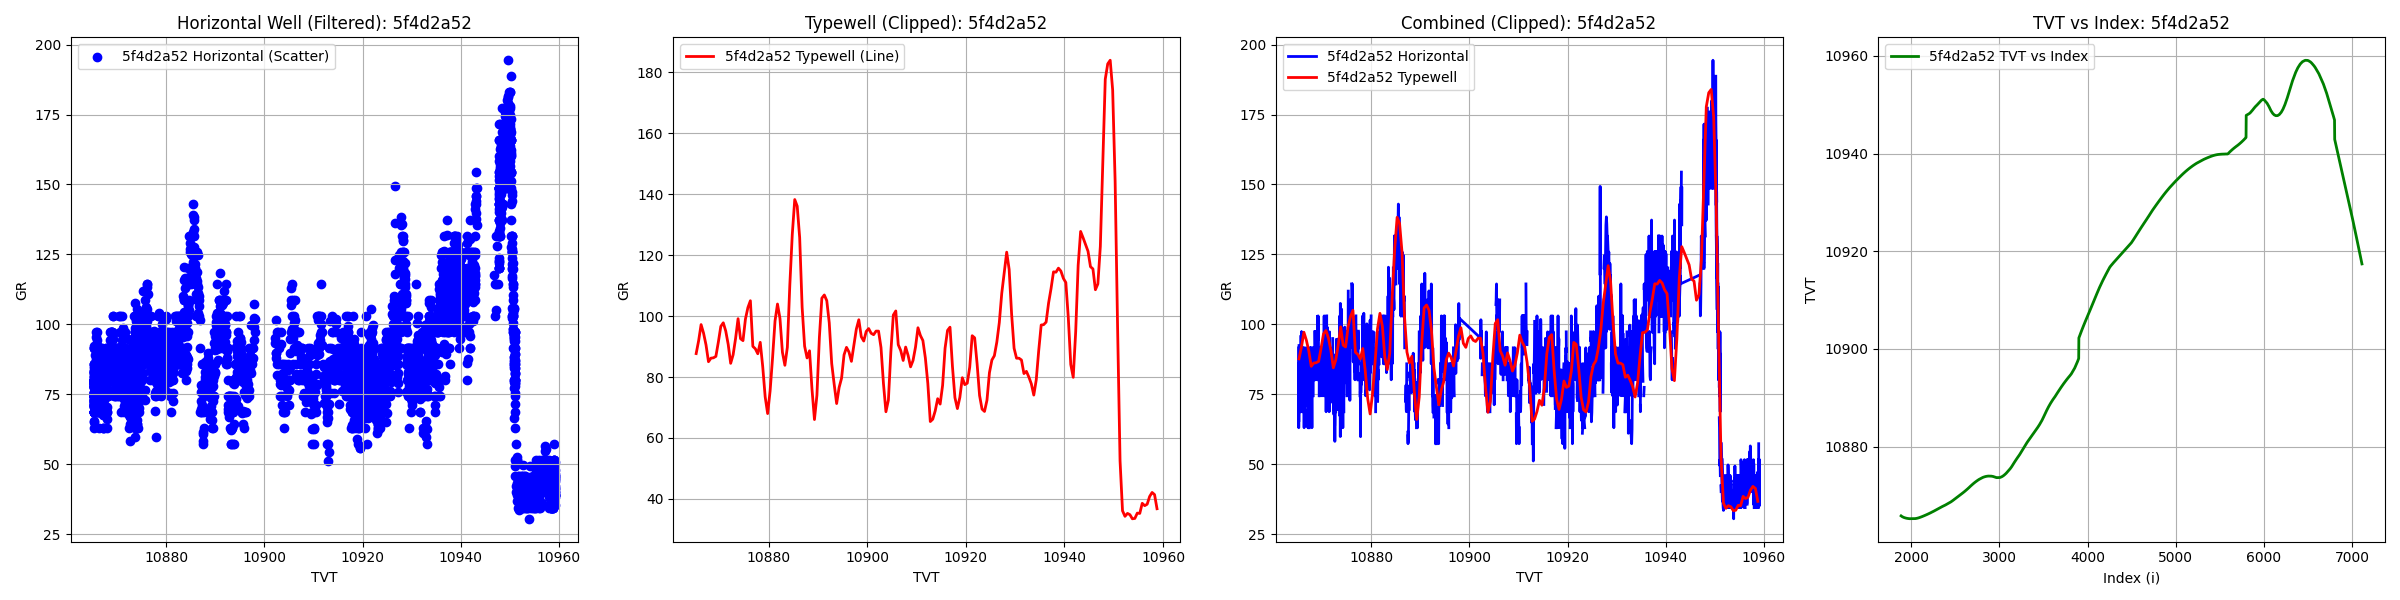 Horizontal Well (Filtered): 5f4d2a52
5f4d2a52 Horizontal (Scatter)
GR
200
175
150
125
100
75
50
25
10880 10900 10920 10940 10960
TVT
Typewell (Clipped): 5f4d2a52
5f4d2a52 Typewell (Line)
GR
180
160
140
120
100
80
60
40
10880 10900 10920 10940 10960
TVT
Combined (Clipped): 5f4d2a52
5f4d2a52 Horizontal
5f4d2a52 Typewell
GR
200
175
150
125
100
75
50
25
10880 10900 10920 10940 10960
TVT
TVT vs Index: 5f4d2a52
5f4d2a52 TVT vs Index
TVT
10960
10940
10920
10900
10880
2000 3000 4000 5000 6000 7000
Index (i)